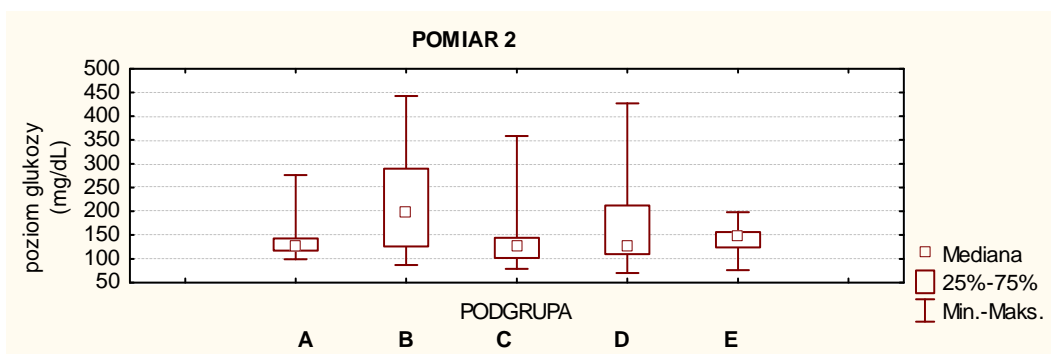 POMIAR 2
poziom glukozy
(mg/dL)
500
450
400
350
300
250
200
150
100
50
PODGRUPA
A B C D E
Mediana
25%-75%
Min.-Maks.